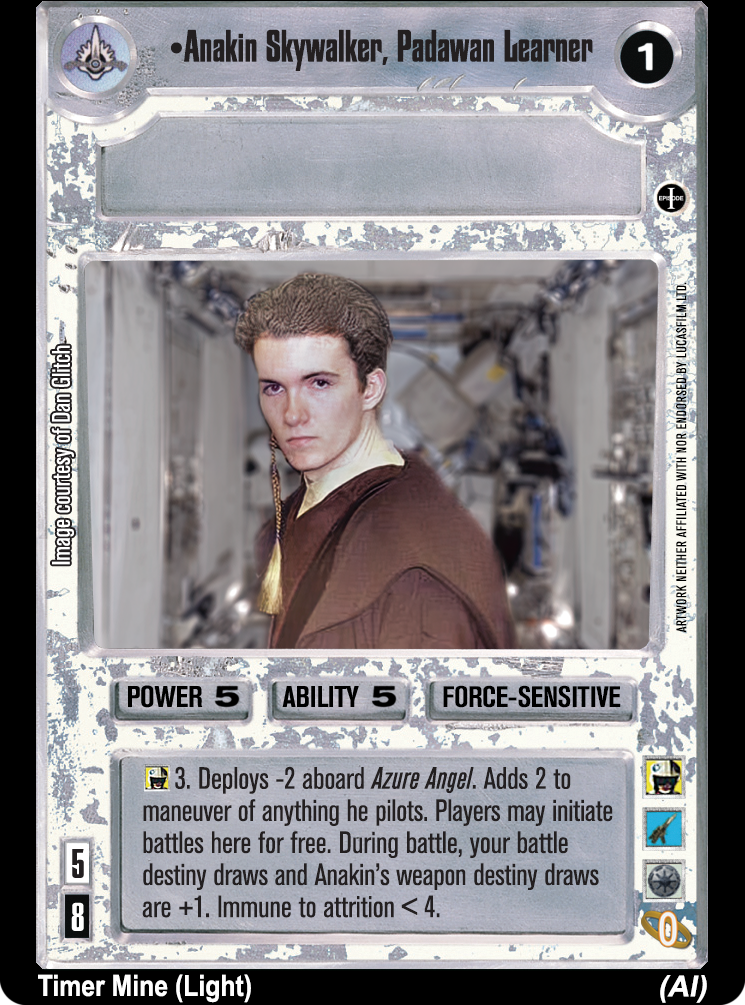 •Anakin Skywalker, Padawan Learner
1
EPISODE
I
Image courtesy of Dan Glitch
ARTWORK NEITHER AFFILIATED WITH NOR ENDORSED BY LUCASFILM LTD.
POWER 5
ABILITY 5
FORCE-SENSITIVE
3. Deploys -2 aboard Azure Angel. Adds 2 to
maneuver of anything he pilots. Players may initiate
battles here for free. During battle, your battle
destiny draws and Anakin's weapon destiny draws
are +1. Immune to attrition < 4.
5
8
0
Timer Mine (Light)
(AI)